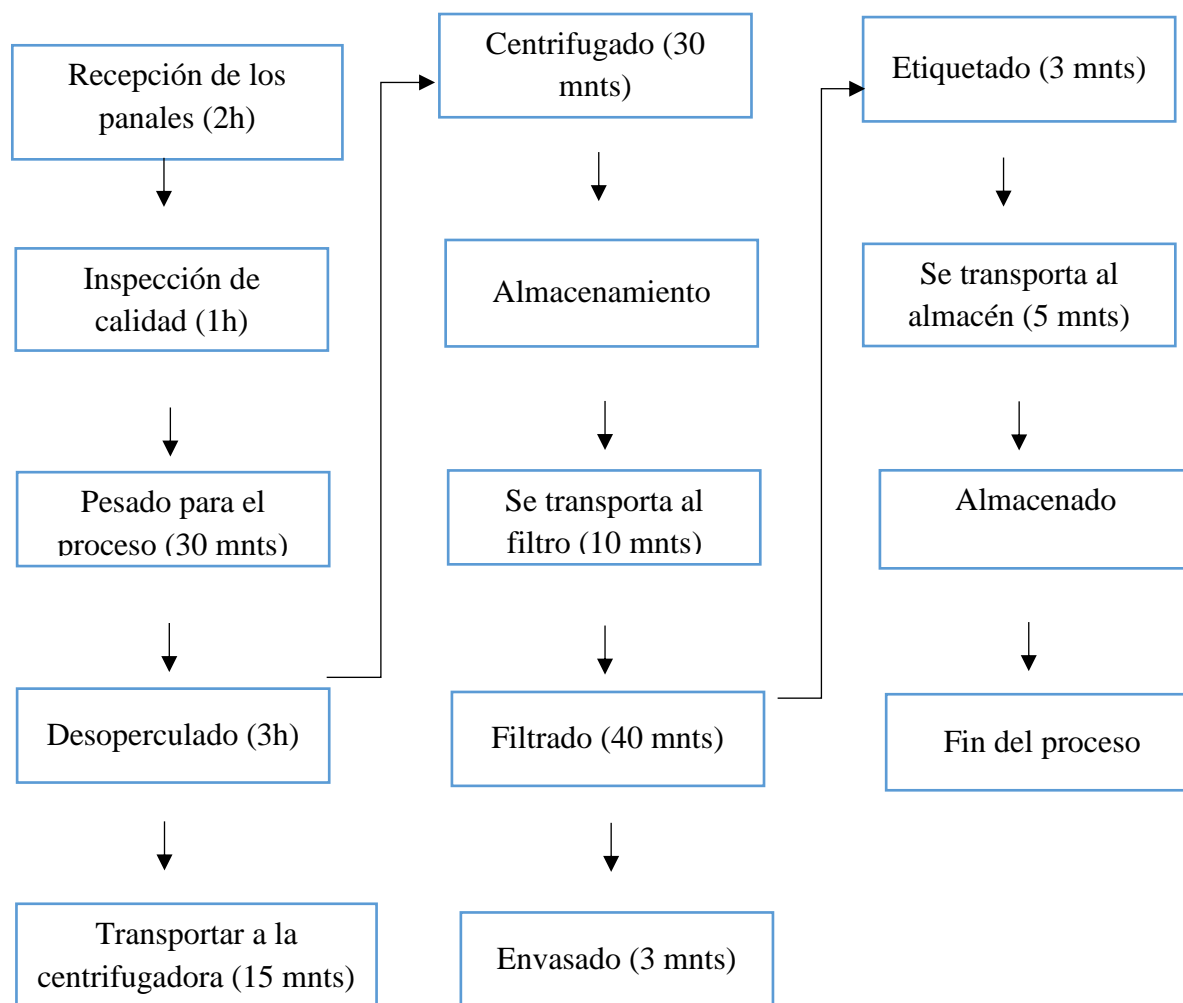 Recepción de los
panales (2h)
Inspección de
calidad (1h)
Pesado para el
proceso (30 mnts)
Desoperculado (3h)
Transportar a la
centrifugadora (15 mnts)
Centrifugado (30
mnts)
Almacenamiento
Se transporta al
filtro (10 mnts)
Filtrado (40 mnts)
Envasado (3 mnts)
Etiquetado (3 mnts)
Se transporta al
almacén (5 mnts)
Almacenado
Fin del proceso